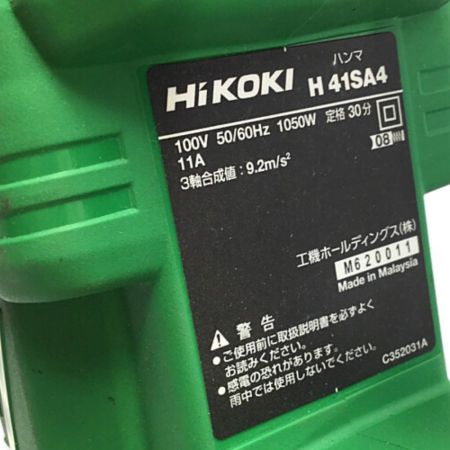 HiKOKI
ハンマ
H 41SA4
100V 50/60Hz 1050W 定格 30分
11A
08
3軸合成値：9.2m/s²
工機ホールディングス(株)
M620011
Made in Malaysia
警告
●ご使用前に取扱説明書を必ずよく
お読みください。
●感電の恐れがあります。
雨中では使用しないでください。
C352031A